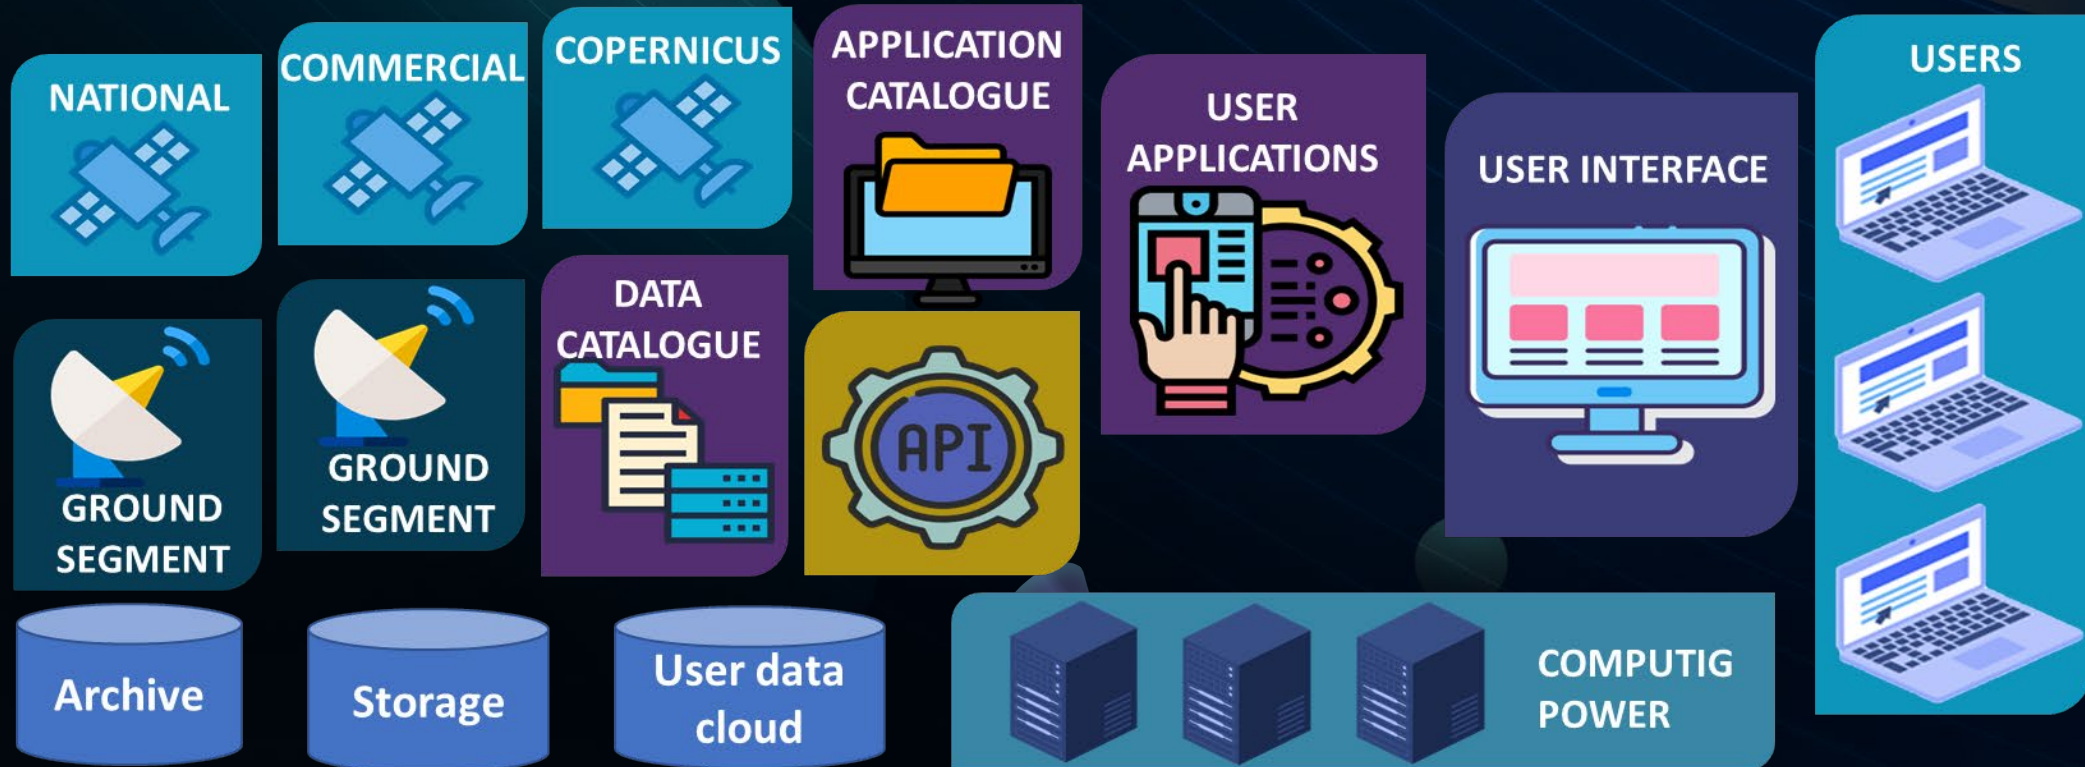 NATIONAL
COMMERCIAL
COPERNICUS
APPLICATION
CATALOGUE
USER
APPLICATIONS
USER INTERFACE
USERS
GROUND
SEGMENT
GROUND
SEGMENT
DATA
CATALOGUE
API
Archive
Storage
User data
cloud
COMPUTIG
POWER